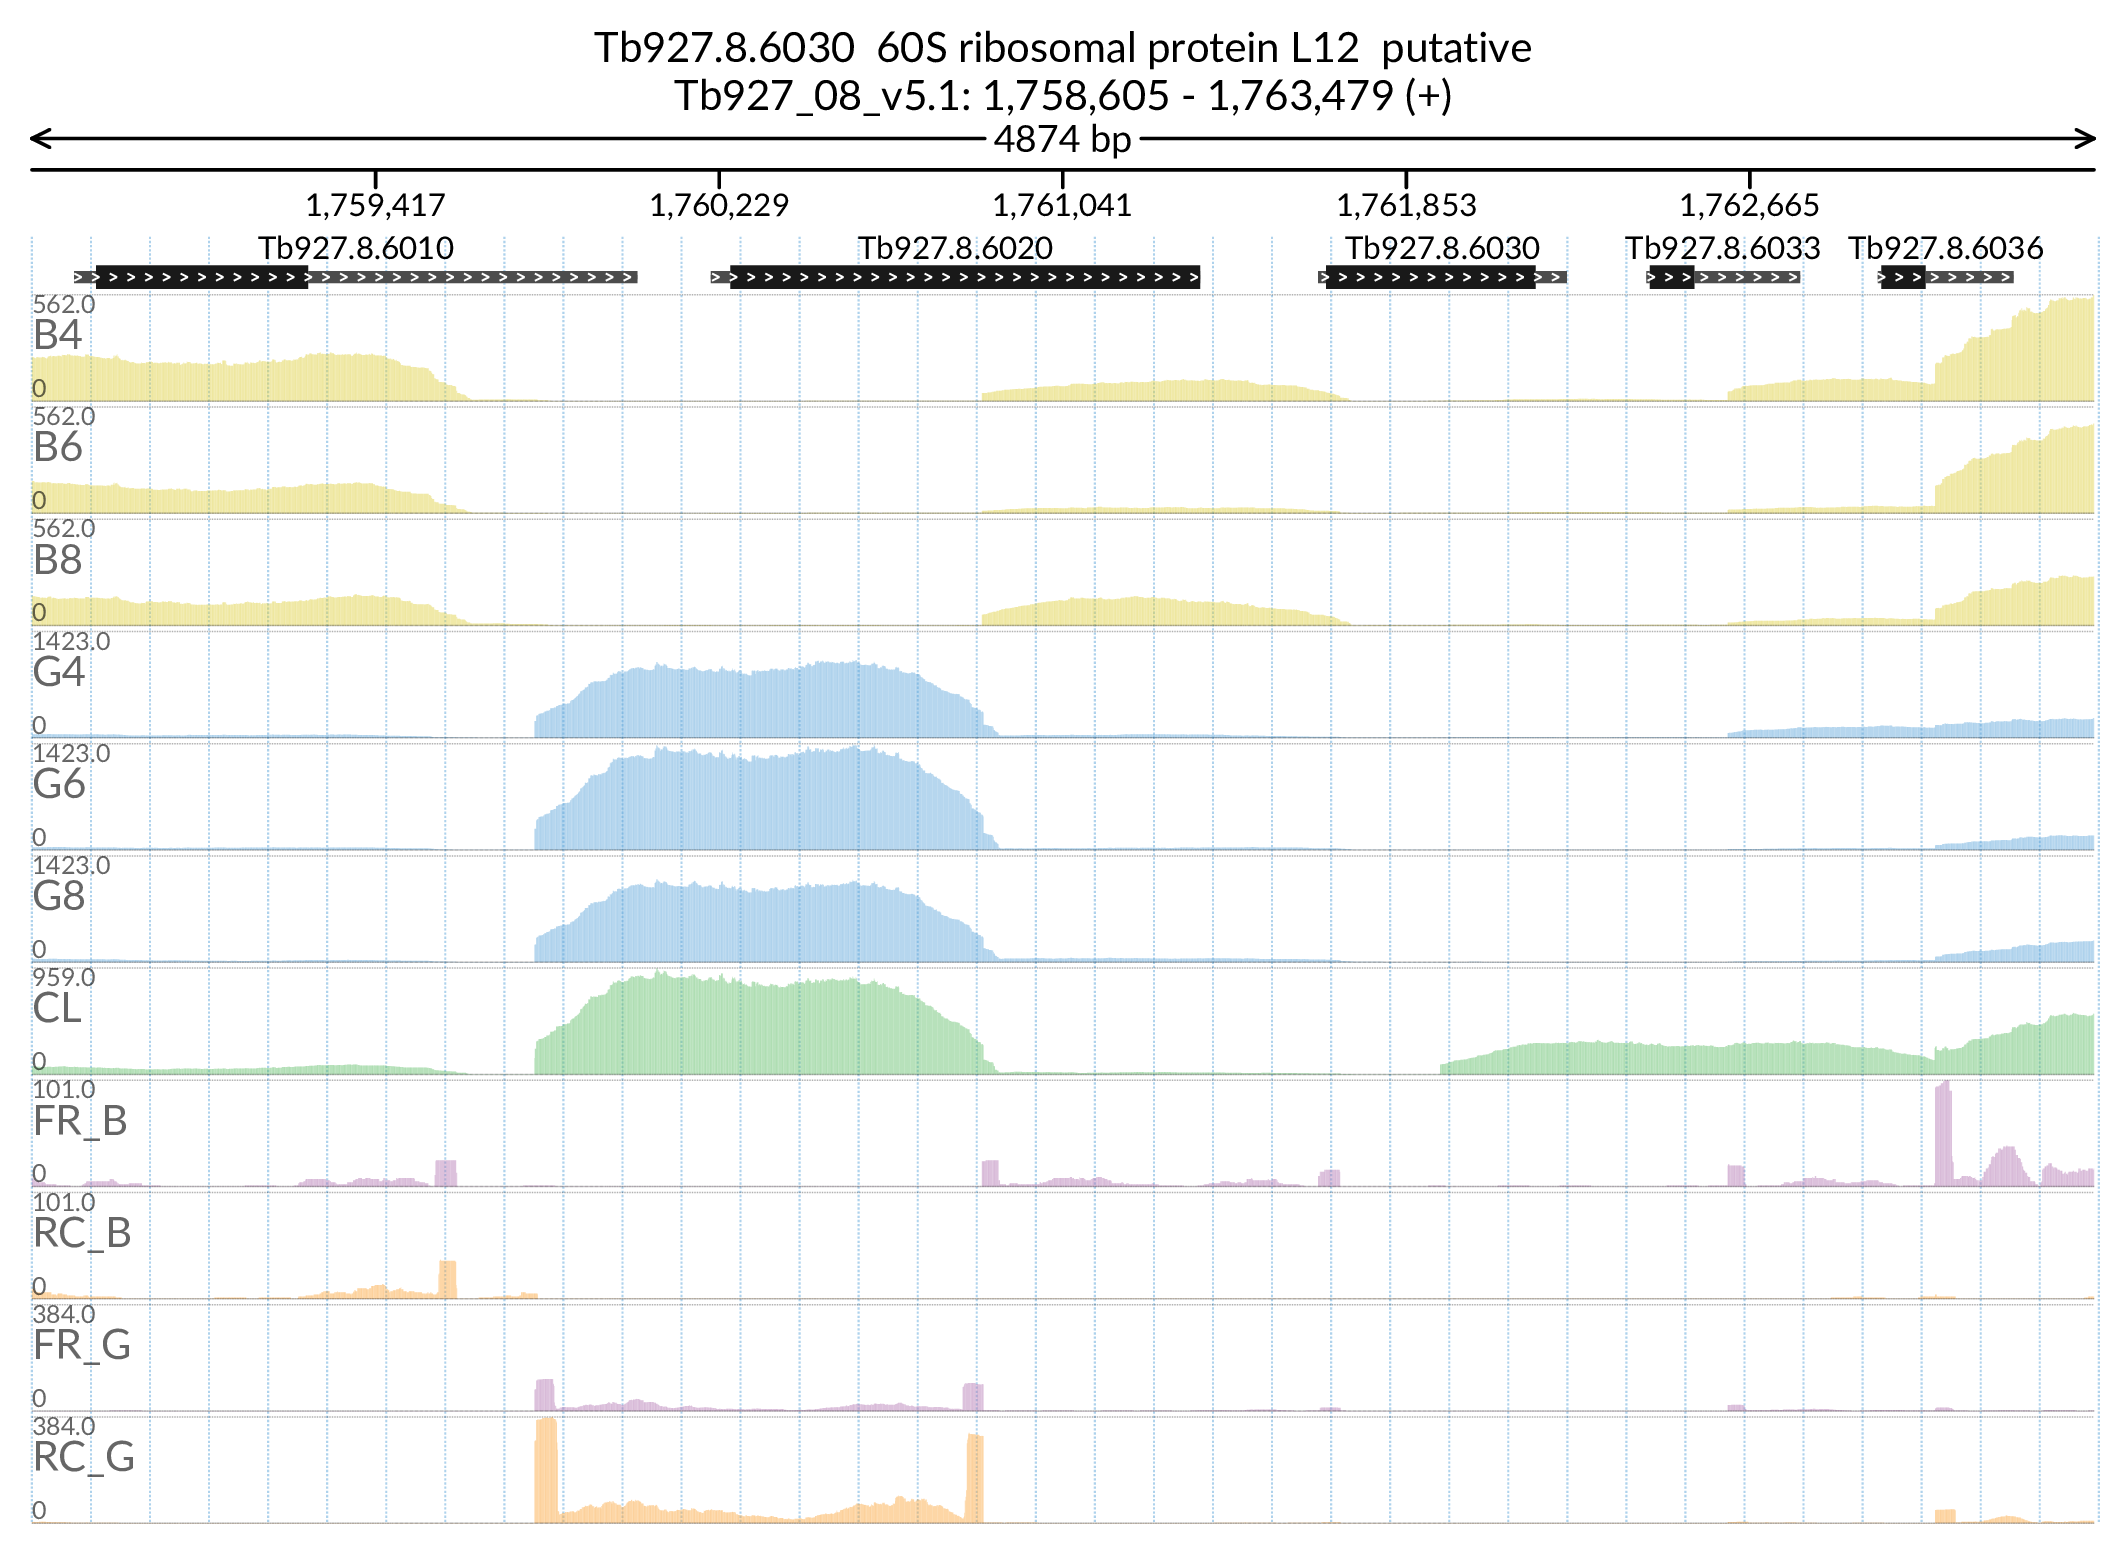 Tb927.8.6030 60S ribosomal protein L12 putative
Tb927_08_v5.1: 1,758,605 - 1,763,479 (+)
4874 bp
1,759,417 1,760,229 1,761,041 1,761,853 1,762,665
Tb927.8.6010 Tb927.8.6020 Tb927.8.6030 Tb927.8.6033 Tb927.8.6036
562.0
B4
0
562.0
B6
0
562.0
B8
0
1423.0
G4
0
1423.0
G6
0
1423.0
G8
0
959.0
CL
0
101.0
FR_B
0
101.0
RC_B
0
384.0
FR_G
0
384.0
RC_G
0